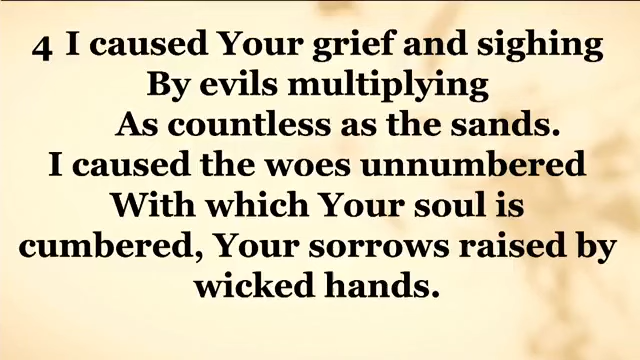 4 I caused Your grief and sighing
By evils multiplying
As countless as the sands.
I caused the woes unnumbered
With which Your soul is
cumbered, Your sorrows raised by
wicked hands.